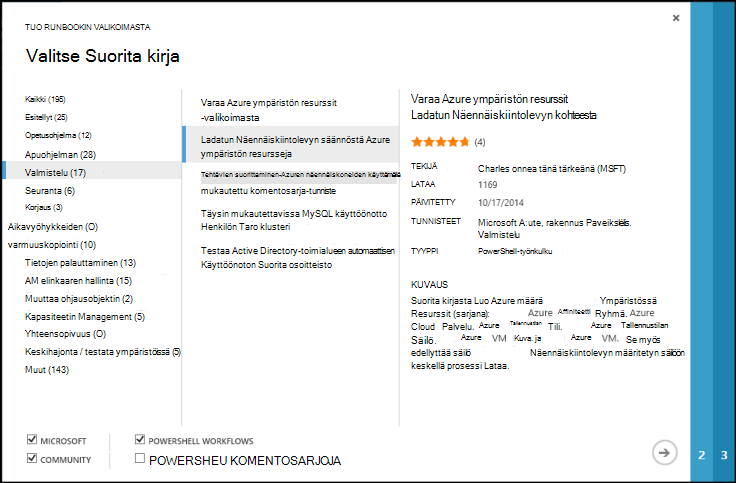 TUO RUNBOOKIN VALIKOIMASTA
Valitse Suorita kirja
Kaikki (195)
Esitellyt (25)
Opetusohjelma (12)
Apuohjelman (28)
Valmistelu (17)
Seuranta (6)
Korjaus (3)
Aikavyöhykkeiden (O)
varmuuskopiointi (10)
Tietojen palauttaminen (13)
AM elinkaaren hallinta (15)
Muuttaa ohjausobjektin (2)
Kapasiteetin Management (5)
Yhteensopivuus (O)
Keskihajonta / testata ympäristöissä (5)
Muut (143)
Varaa Azure ympäristön resurssit
-valikoimasta
Ladatun Näennäiskiintolevyn säännöstä Azure
ympäristön resursseja
Tehtävien suorittaminen-Azuren näennäiskoneiden käyttämällä
mukautettu komentosarja-tunniste
Täysin mukautettavissa MySQL käyttöönotto
Henkilön Taro klusteri
Testaa Active Directory-toimialueen automaattisen
Käyttöönoton Suorita osoitteisto
Varaa Azure ympäristön resurssit
Ladatun Näennäiskiintolevyn kohteesta
(4)
TEKIJÄ Charles onnea tänä tärkeänä (MSFT)
LATAA 1169
PÄIVITETTY 10/17/2014
TUNNISTEET Microsoft A:ute, rakennus
Valmistelu
TYYPPI PowerShell-työnkulku
KUVAUS
Suorita kirjasta Luo Azure määrä Ympäristössä
Resurssit (sarjana): Azure Affiniteetti Ryhmä. Azure
Cloud Palvelu. Azure Tallennustilan Tili. Azure Tallennustilan
Säilö. Azure VM Kuva. ja Azure VM. Se myös
edellyttää säiliö Näennäiskiintolevyn määritetyn säilöön
keskellä prosessi Lataa.
MICROSOFT
POWERSHELL WORKFLOWS
COMMUNITY
POWERSHEU KOMENTOSARJOJA
2 3